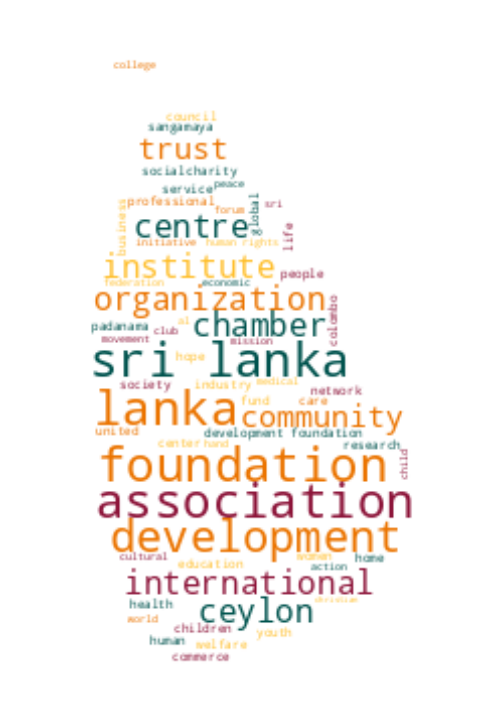 college
council
sangamaya
trust
socialcharity
service peace
professional
forum
global
sri
business
centre
life
initiative human rights
institute people
federation economic
organization
colombo
padanama club al chamber
movement mission
sri lanka
hope
society industry medical
network
lanka fund care
community
united development foundation
center hand research
foundation child
association
development
cultural women home
education action
international
christian
health ceylon
world
children youth
human welfare
commerce